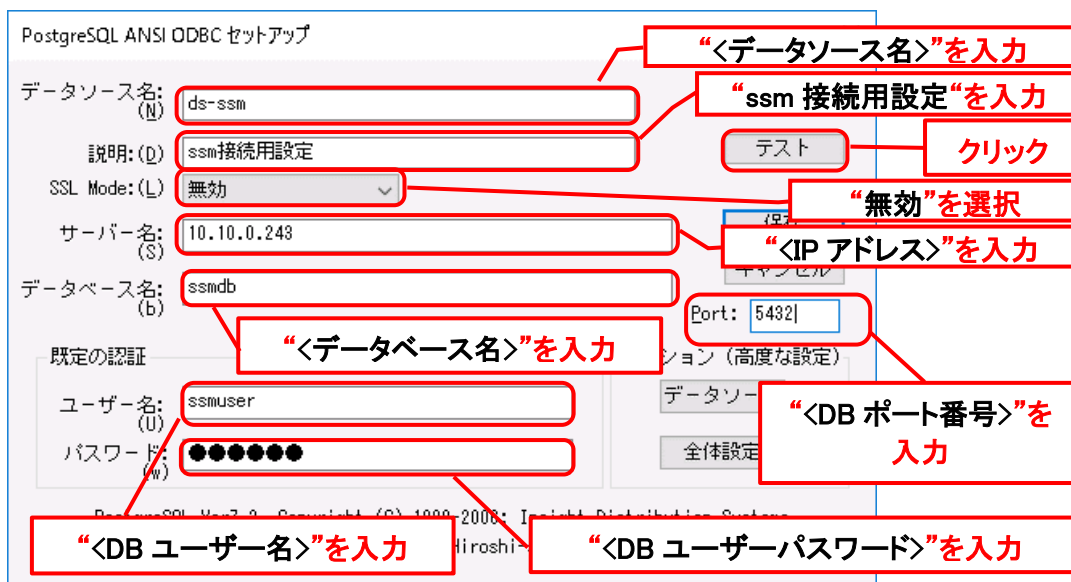 PostgreSQL ANSI ODBC セットアップ
“<データソース名>”を入力
データソース名:
(N)
ds-ssm
“ssm 接続用設定“を入力
説明:(D)
ssm接続用設定
テスト
クリック
SSL Mode:(L)
無効
“無効”を選択
サーバー名:
(S)
10.10.0.243
“<IP アドレス>”を入力
キャンセル
データベース名:
(b)
ssmdb
Port:
5432
“<データベース名>”を入力
既定の認証
ション (高度な設定)
ユーザー名:
(U)
ssmuser
データソー
“<DB ポート番号>”を
入力
パスワード:
(w)
●●●●●●
全体設定
“<DB ユーザー名>”を入力
“<DB ユーザーパスワード>”を入力